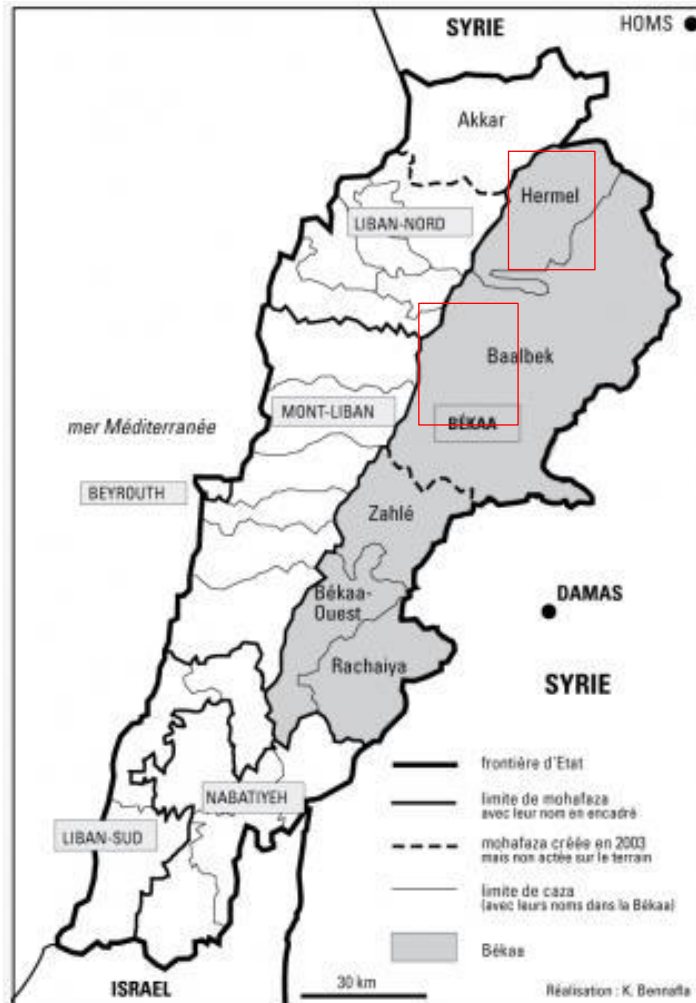 SYRIE
HOMS
Akkar
Hermel
LIBAN-NORD
Baalbek
MONT-LIBAN
BÉKAA
mer Méditerranée
BEYROUTH
Zahlé
Békaa-
Ouest
DAMAS
Rachaiya
SYRIE
NABATIYEH
LIBAN-SUD
ISRAEL
frontière d'Etat
limite de mohafaza
avec leur nom en encadré
mohafaza créée en 2003
mais non actée sur le terrain
limite de caza
(avec leurs noms dans la Békaa)
Békaa
30 km
Réalisation : K. Bennafla